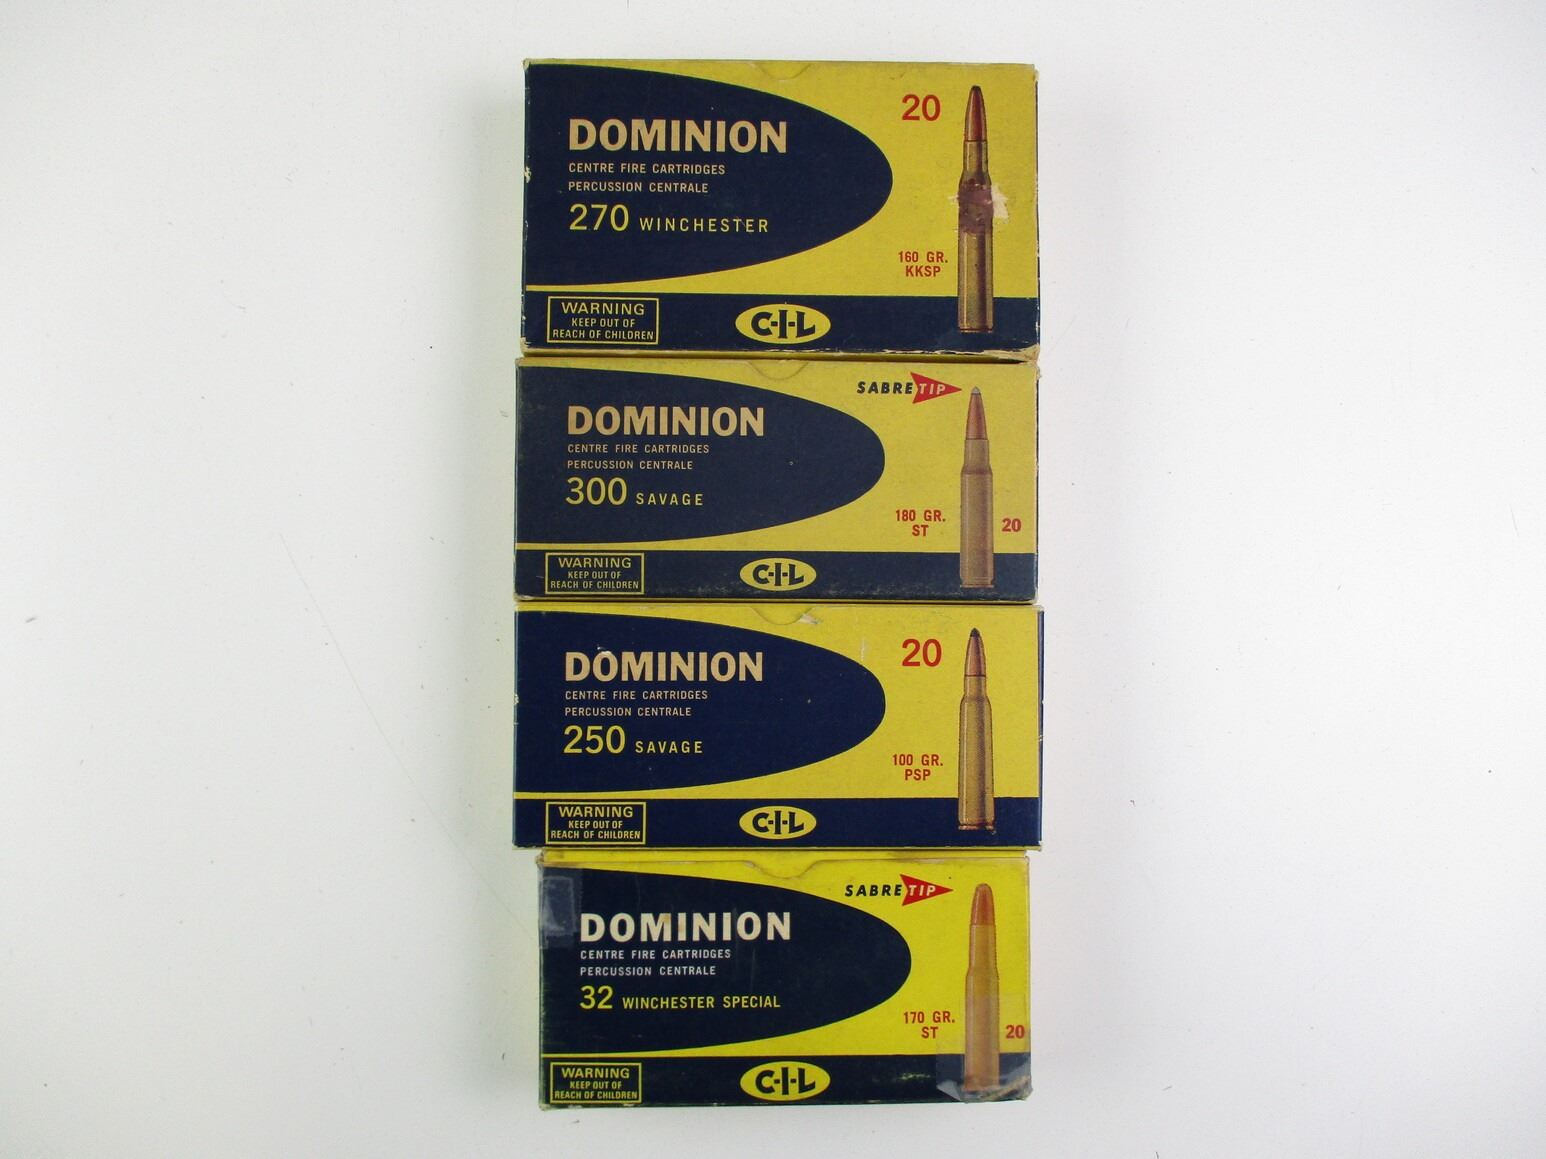 DOMINION
CENTRE FIRE CARTRIDGES
PERCUSSION CENTRALE
270 WINCHESTER
20
160 GR.
KKSP
WARNING
KEEP OUT OF
REACH OF CHILDREN
C-I-L
SABRE TIP
DOMINION
CENTRE FIRE CARTRIDGES
PERCUSSION CENTRALE
300 SAVAGE
180 GR.
ST
20
WARNING
KEEP OUT OF
REACH OF CHILDREN
C-I-L
DOMINION
CENTRE FIRE CARTRIDGES
PERCUSSION CENTRALE
250 SAVAGE
20
100 GR.
PSP
WARNING
KEEP OUT OF
REACH OF CHILDREN
C-I-L
SABRE TIP
DOMINION
CENTRE FIRE CARTRIDGES
PERCUSSION CENTRALE
32 WINCHESTER SPECIAL
170 GR.
ST
20
WARNING
KEEP OUT OF
REACH OF CHILDREN
C-I-L